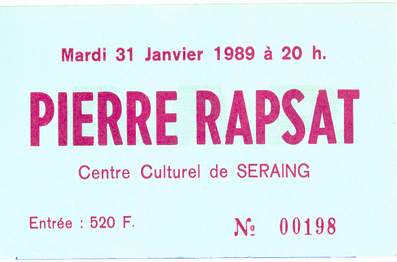 Mardi 31 Janvier 1989 à 20 h.
PIERRE RAPSAT
Centre Culturel de SERAING
Entrée : 520 F. № 00198